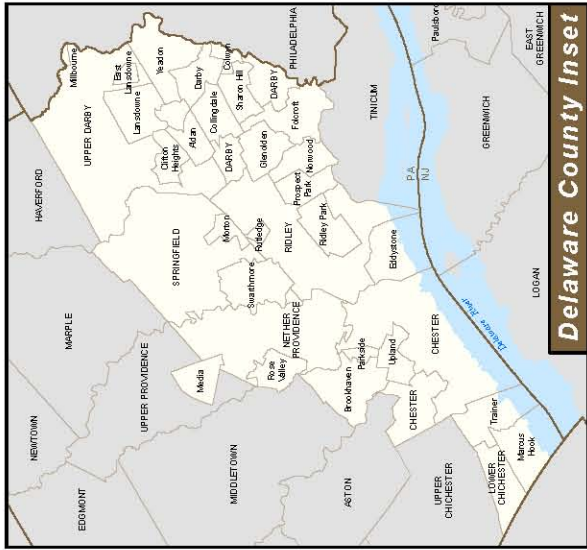 Delaware County Inset
NEWTOWN
MARPLE
HAVERFORD
EDGMONT
UPPER PROVIDENCE
MIDDLETOWN
Media
SPRINGFIELD
UPPER DARBY
Millbourne
East
Lansdowne
Lansdowne
Yeadon
Clifton
Heights
Aldan
Darby
Collingdale
Colwyn
Sharon Hill
DARBY
DARBY
Glenolden
Folcroft
Norwood
Prospect
Park
Ridley Park
RIDLEY
Morton
Rutledge
Swarthmore
NETHER
PROVIDENCE
Rose
Valley
Brookhaven
Parkside
Upland
CHESTER
CHESTER
Eddystone
ASTON
UPPER
CHICHESTER
LOWER
CHICHESTER
Trainer
Marcus
Hook
PHILADELPHIA
TINICUM
PA
NJ
Delaware River
Paulsboro
EAST
GREENWICH
GREENWICH
LOGAN